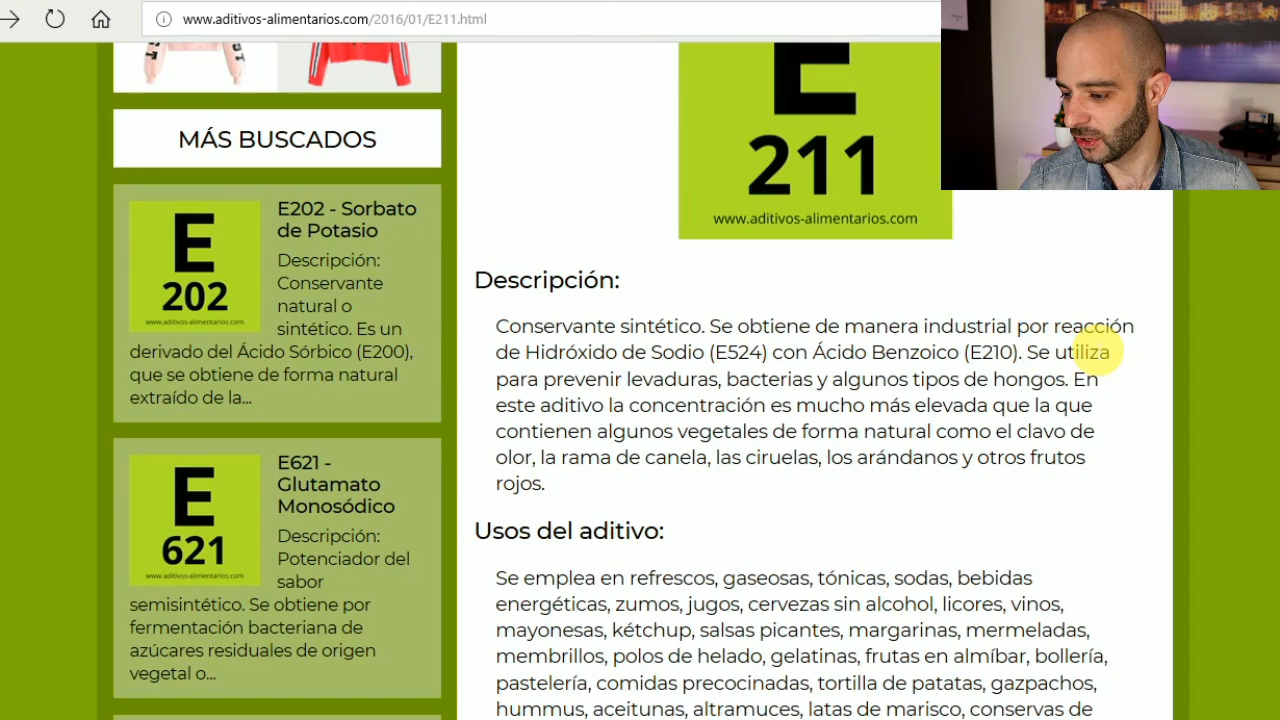 www.aditivos-alimentarios.com/2016/01/E211.html
MÁS BUSCADOS
E
202
www.aditivos-alimentarios.com
E202 - Sorbato
de Potasio
Descripción:
Conservante
natural o
sintético. Es un
derivado del Ácido Sórbico (E200),
que se obtiene de forma natural
extraído de la...
E
621
www.aditivos-alimentarios.com
E621 -
Glutamato
Monosódico
Descripción:
Potenciador del
sabor
semisintético. Se obtiene por
fermentación bacteriana de
azúcares residuales de origen
vegetal o...
E
211
www.aditivos-alimentarios.com
Descripción:
Conservante sintético. Se obtiene de manera industrial por reacción
de Hidróxido de Sodio (E524) con Ácido Benzoico (E210). Se utiliza
para prevenir levaduras, bacterias y algunos tipos de hongos. En
este aditivo la concentración es mucho más elevada que la que
contienen algunos vegetales de forma natural como el clavo de
olor, la rama de canela, las ciruelas, los arándanos y otros frutos
rojos.
Usos del aditivo:
Se emplea en refrescos, gaseosas, tónicas, sodas, bebidas
energéticas, zumos, jugos, cervezas sin alcohol, licores, vinos,
mayonesas, kétchup, salsas picantes, margarinas, mermeladas,
membrillos, polos de helado, gelatinas, frutas en almíbar, bollería,
pastelería, comidas precocinadas, tortilla de patatas, gazpachos,
hummus, aceitunas, altramuces, latas de marisco, conservas de